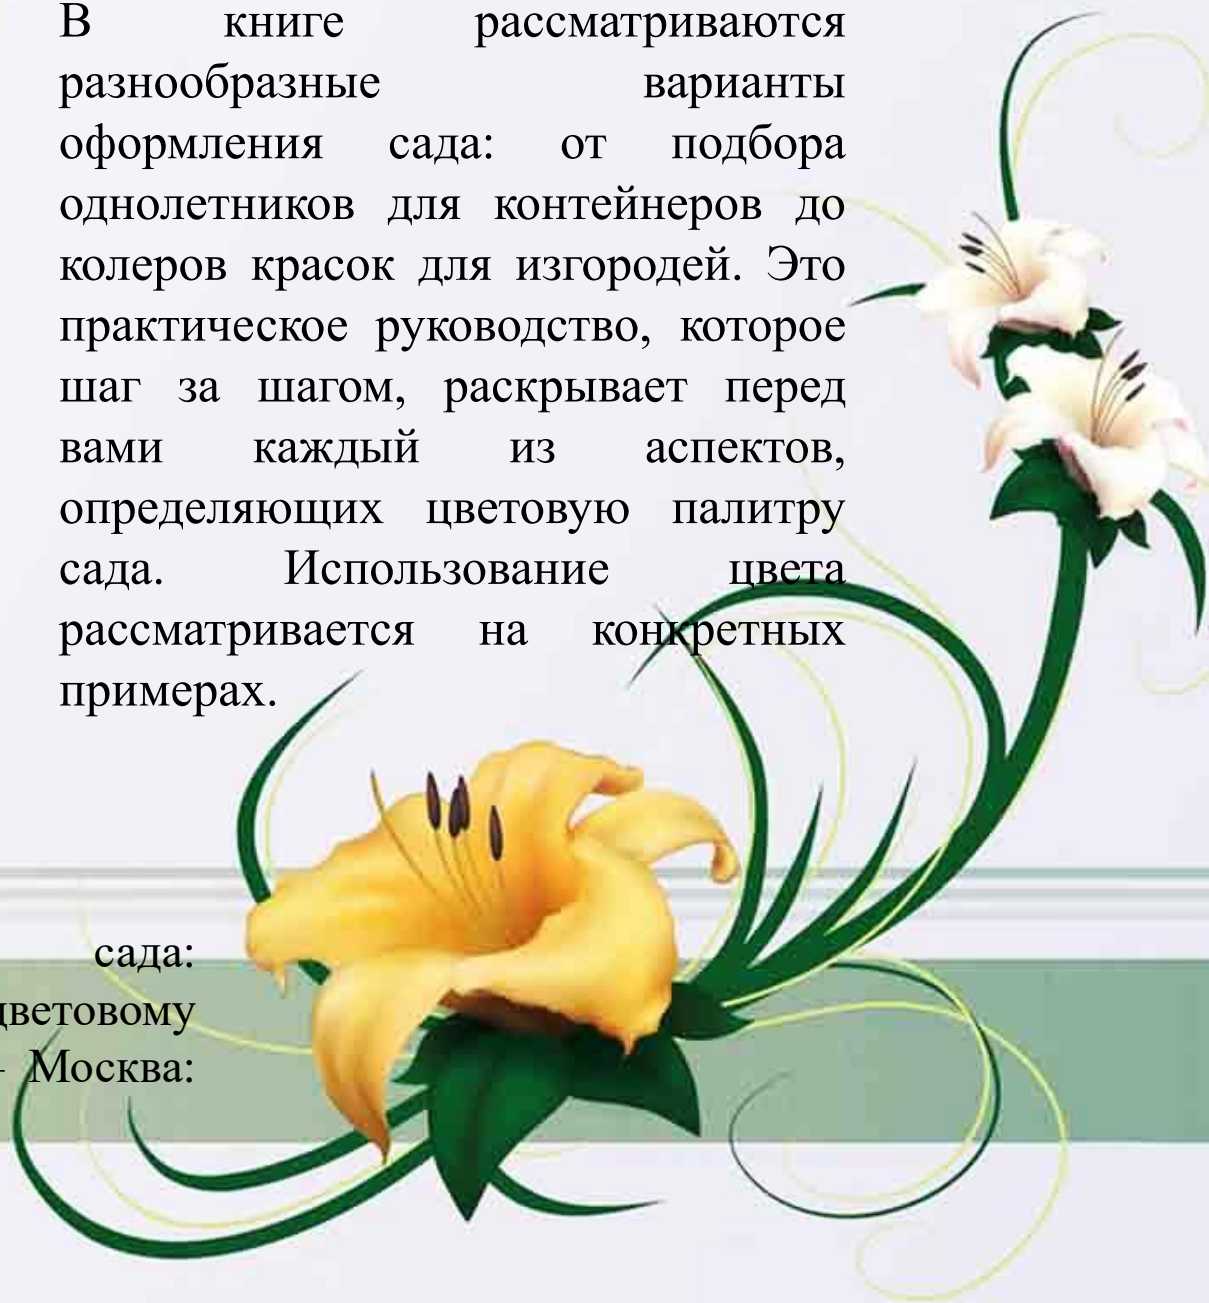 В книге рассматриваются
разнообразные варианты
оформления сада: от подбора
однолетников для контейнеров до
колеров красок для изгородей. Это
практическое руководство, которое
шаг за шагом, раскрывает перед
вами каждый из аспектов,
определяющих цветовую палитру
сада. Использование цвета
рассматривается на конкретных
примерах.
сада:
цветовому
– Москва: